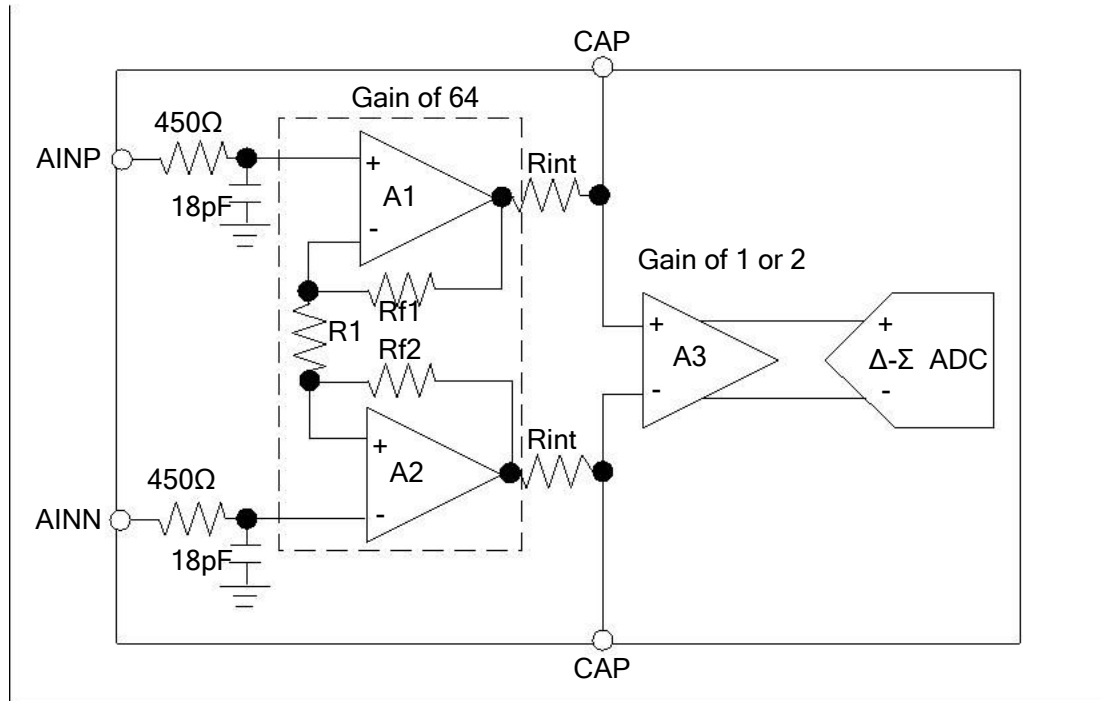 CAP
Gain of 64
450Ω
AINP
18pF
+
A1
-
Rint
Rf1
R1
Rf2
Gain of 1 or 2
+
A3
-
+
Δ-Σ ADC
-
450Ω
AINN
18pF
+
A2
-
Rint
CAP